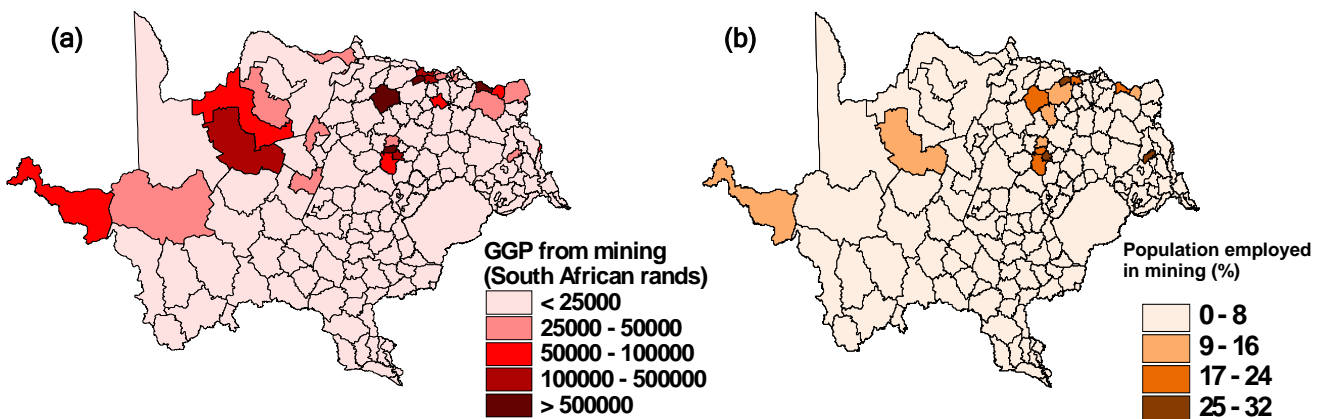 (a)
GGP from mining
(South African rands)
< 25000
25000 - 50000
50000 - 100000
100000 - 500000
> 500000
(b)
Population employed
in mining (%)
0 - 8
9 - 16
17 - 24
25 - 32